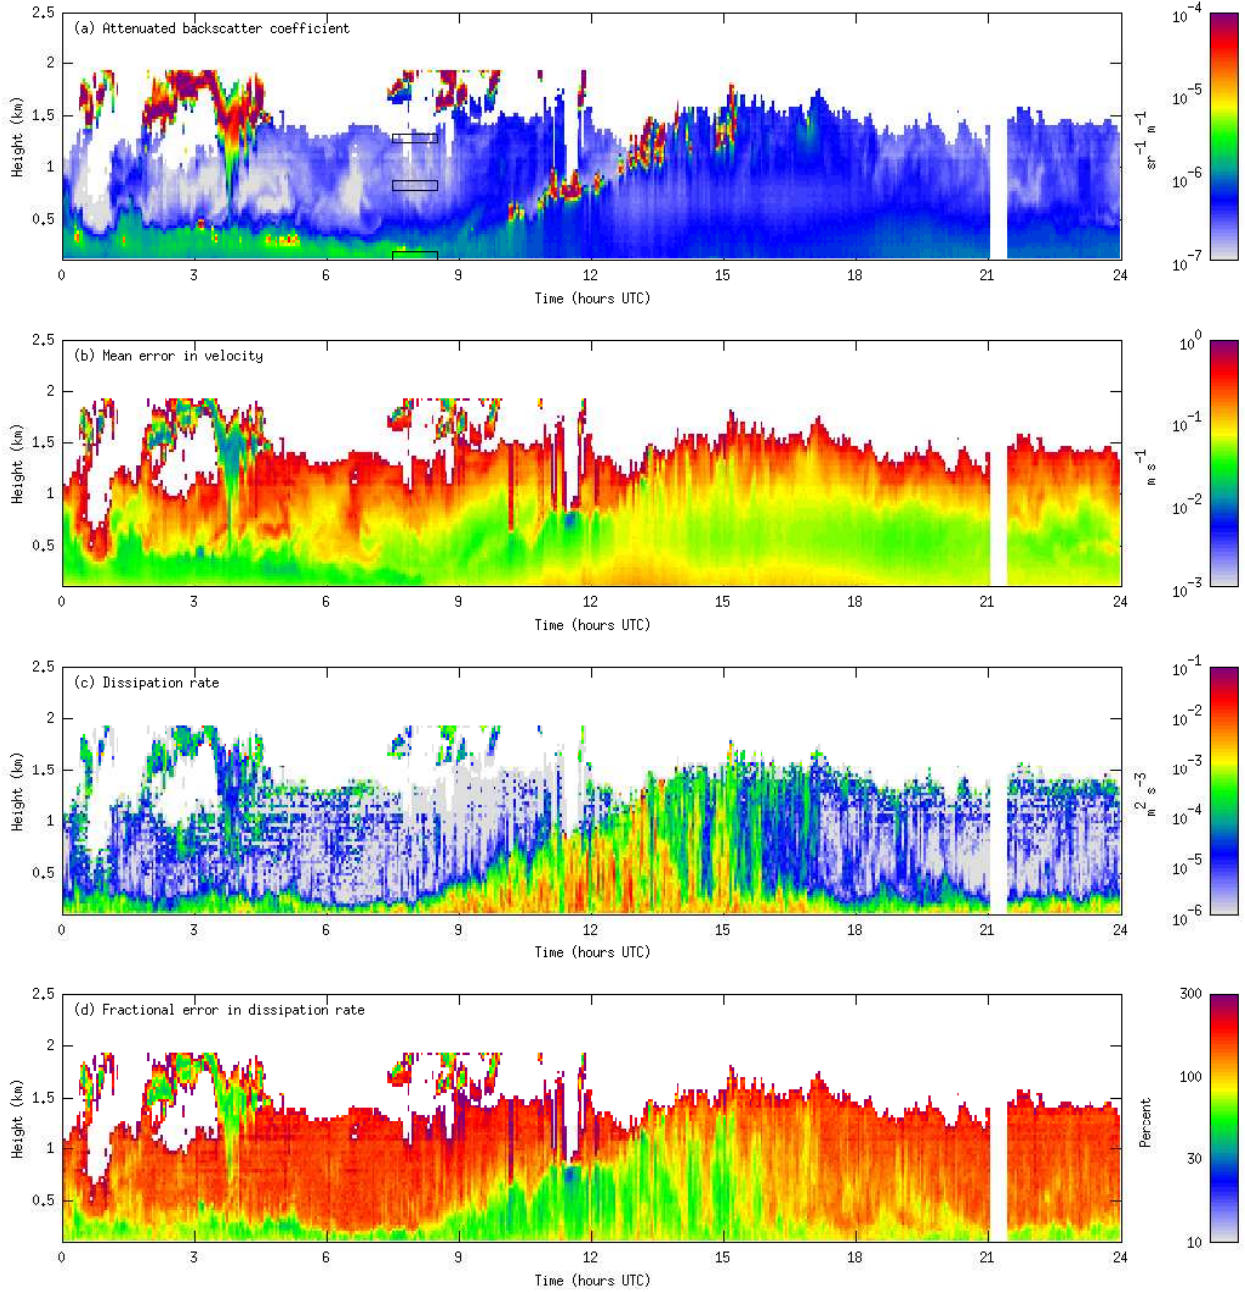 (a) Attenuated backscatter coefficient
2.5
2
1.5
1
0.5
Height (km)
0 3 6 9 12 15 18 21 24
Time (hours UTC)
10^-4
10^-5
10^-6
10^-7
sr^-1 m^-1
(b) Mean error in velocity
2.5
2
1.5
1
0.5
Height (km)
0 3 6 9 12 15 18 21 24
Time (hours UTC)
10^0
10^-1
10^-2
10^-3
m s^-1
(c) Dissipation rate
2.5
2
1.5
1
0.5
Height (km)
0 3 6 9 12 15 18 21 24
Time (hours UTC)
10^-1
10^-2
10^-3
10^-4
10^-5
10^-6
m^2 s^-3
(d) Fractional error in dissipation rate
2.5
2
1.5
1
0.5
Height (km)
0 3 6 9 12 15 18 21 24
Time (hours UTC)
300
100
30
10
Percent